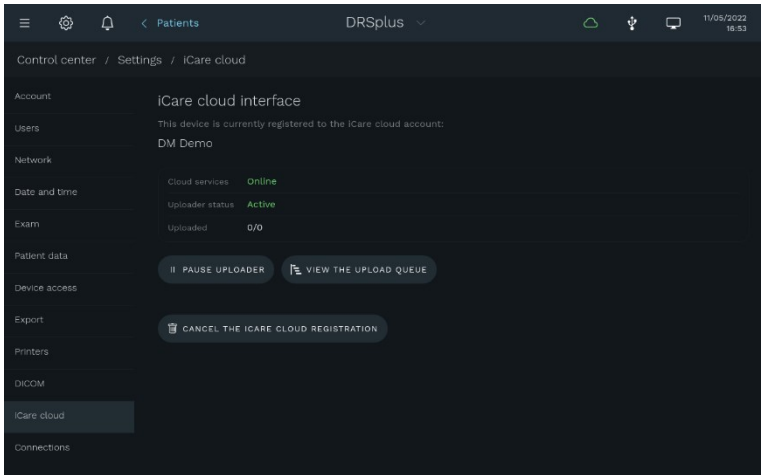 Patients
DRSplus
11/05/2022
16:53
Control center / Settings / iCare cloud
Account
Users
Network
Date and time
Exam
Patient data
Device access
Export
Printers
DICOM
iCare cloud
Connections
iCare cloud interface
This device is currently registered to the iCare cloud account:
DM Demo
Cloud services Online
Uploader status Active
Uploaded 0/0
PAUSE UPLOADER
VIEW THE UPLOAD QUEUE
CANCEL THE ICARE CLOUD REGISTRATION